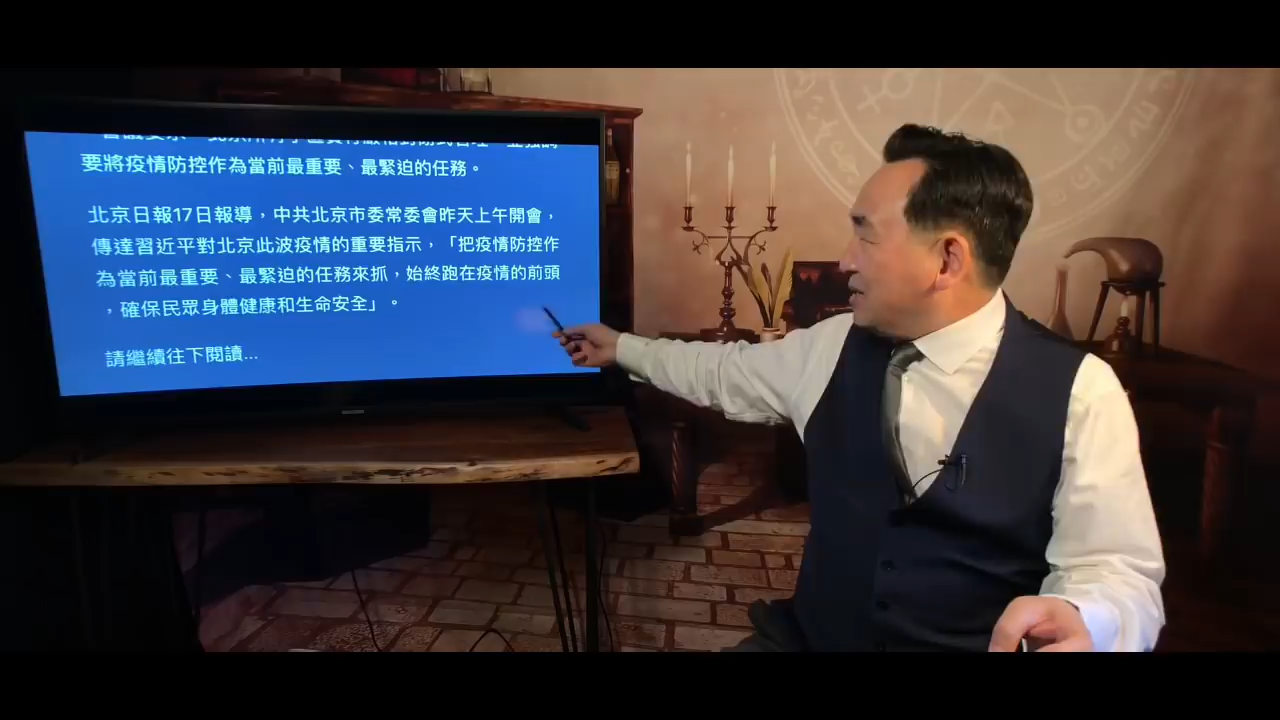 要將疫情防控作為當前最重要、最緊迫的任務。
北京日報17日報導，中共北京市委常委會昨天上午開會，
傳達習近平對北京此波疫情的重要指示，「把疫情防控作
為當前最重要、最緊迫的任務來抓，始終跑在疫情的前頭
，確保民眾身體健康和生命安全」。
請繼續往下閱讀...